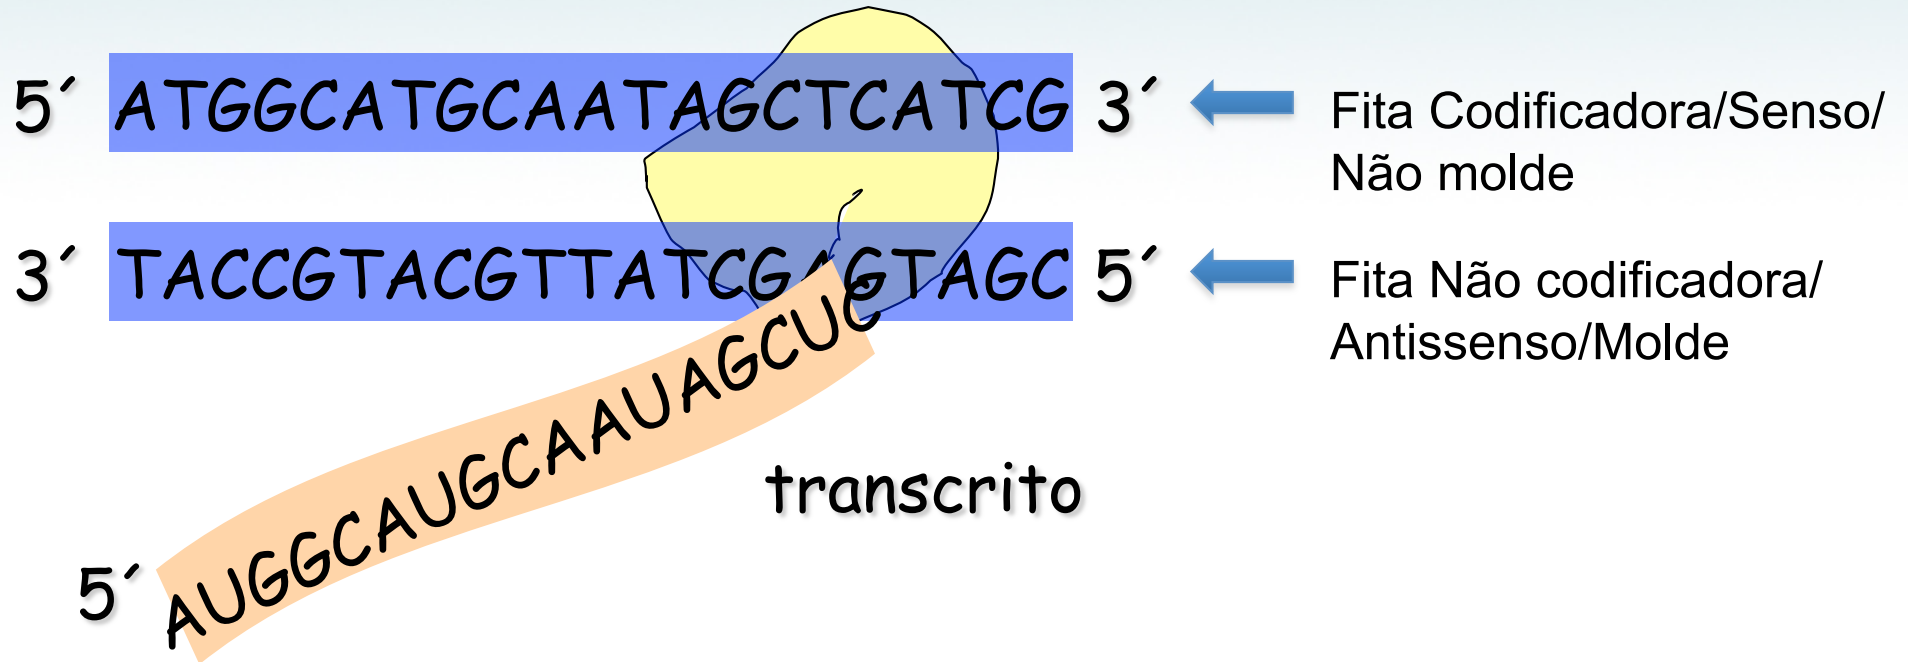 5´ ATGGCATGCAATAGCTCATCG 3´
Fita Codificadora/Senso/
Não molde
3´ TACCGTACGTTATCGAGTAGC 5´
Fita Não codificadora/
Antissenso/Molde
5´ AUGGCAUGCAAUAGCUC
transcrito